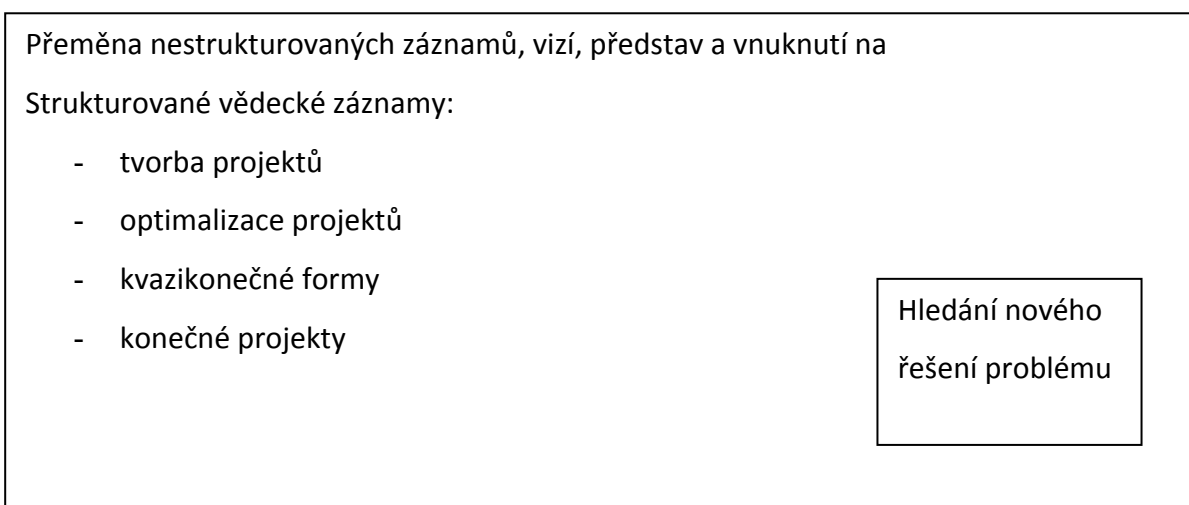 Přeměna nestrukturovaných záznamů, vizí, představ a vnuknutí na
Strukturované vědecké záznamy:
- tvorba projektů
- optimalizace projektů
- kvazikonečné formy
- konečné projekty
Hledání nového
řešení problému